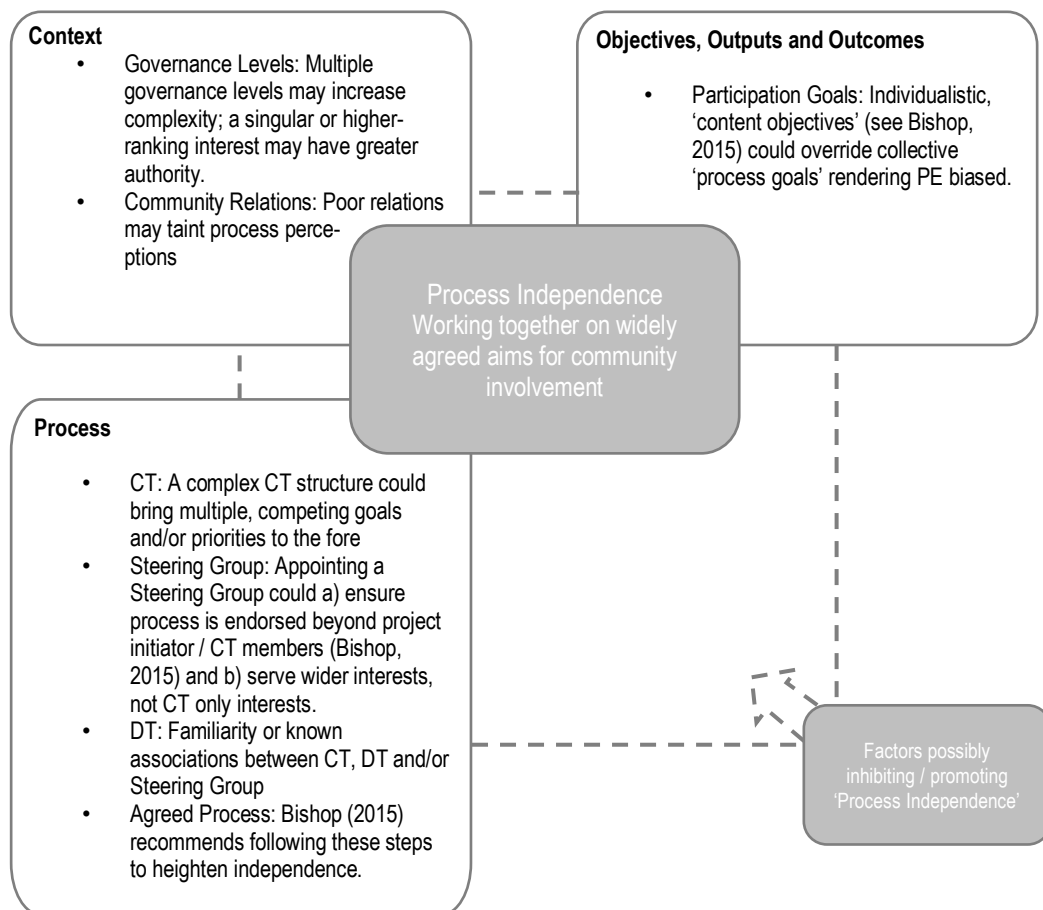 Context
• Governance Levels: Multiple
governance levels may increase
complexity; a singular or higher-
ranking interest may have greater
authority.
• Community Relations: Poor relations
may taint process perce-
ptions
Objectives, Outputs and Outcomes
• Participation Goals: Individualistic,
‘content objectives’ (see Bishop,
2015) could override collective
‘process goals’ rendering PE biased.
Process Independence
Working together on widely
agreed aims for community
involvement
Process
• CT: A complex CT structure could
bring multiple, competing goals
and/or priorities to the fore
• Steering Group: Appointing a
Steering Group could a) ensure
process is endorsed beyond project
initiator / CT members (Bishop,
2015) and b) serve wider interests,
not CT only interests.
• DT: Familiarity or known
associations between CT, DT and/or
Steering Group
• Agreed Process: Bishop (2015)
recommends following these steps
to heighten independence.
Factors possibly
inhibiting / promoting
‘Process Independence’